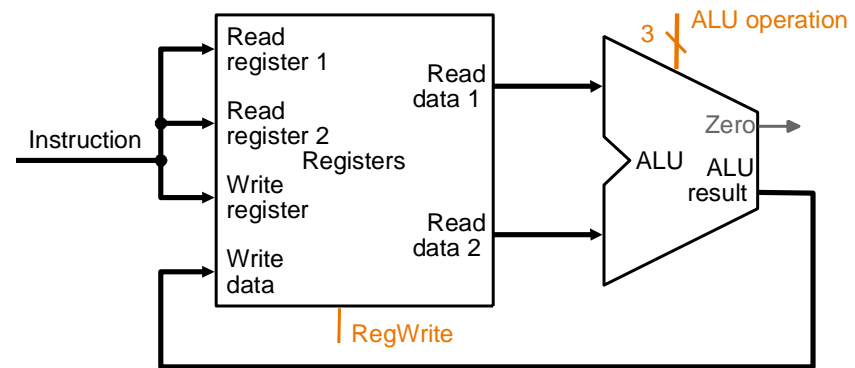 ALU operation
3
Read
register 1
Read
data 1
Read
register 2
Instruction
Registers
Zero
ALU
ALU
result
Write
register
Read
data 2
Write
data
RegWrite